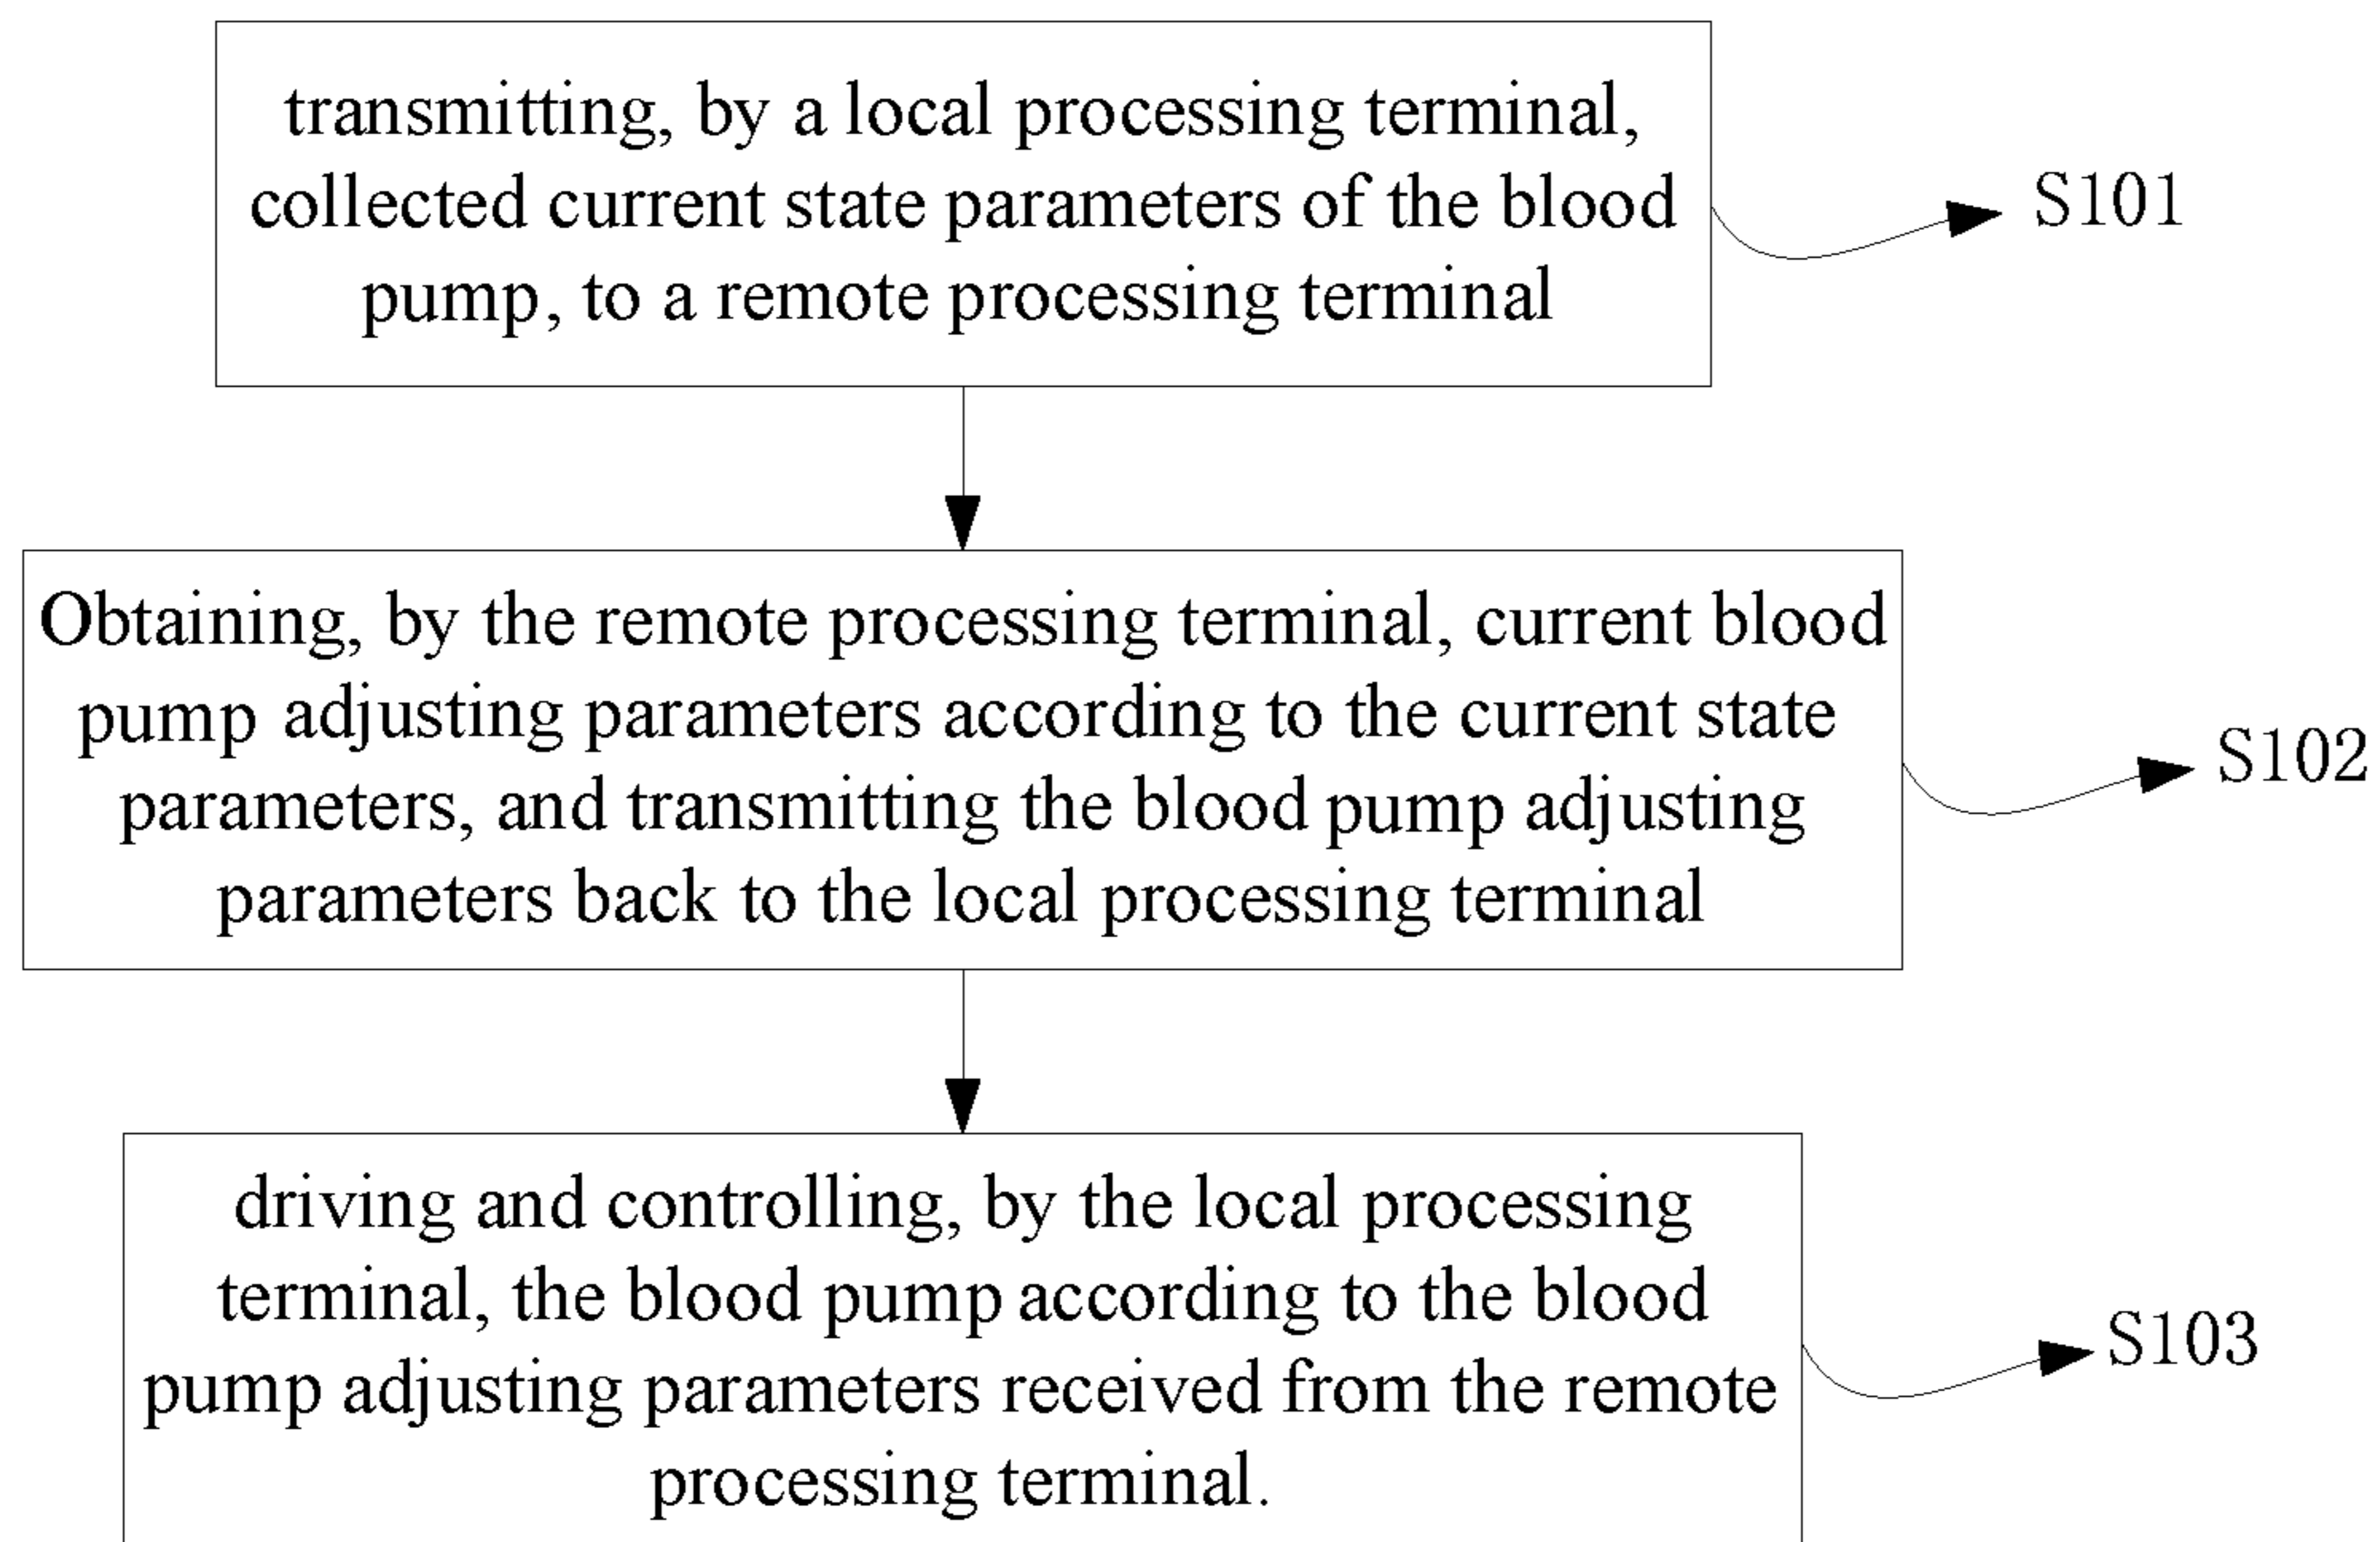 transmitting, by a local processing terminal,
collected current state parameters of the blood
pump, to a remote processing terminal
S101
Obtaining, by the remote processing terminal, current blood
pump adjusting parameters according to the current state
parameters, and transmitting the blood pump adjusting
parameters back to the local processing terminal
S102
driving and controlling, by the local processing
terminal, the blood pump according to the blood
pump adjusting parameters received from the remote
processing terminal.
S103